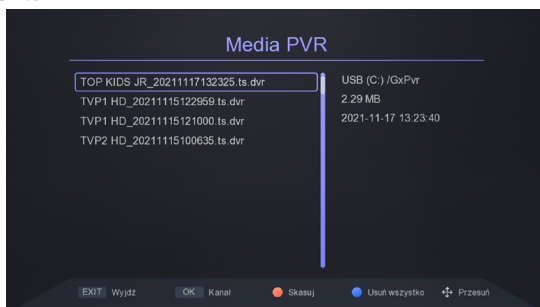 Media PVR
TOP KIDS JR_20211117132325.ts.dvr
TVP1 HD_20211115122959.ts.dvr
TVP1 HD_20211115121000.ts.dvr
TVP2 HD_20211115100635.ts.dvr
USB (C:) /GxPvr
2.29 MB
2021-11-17 13:23:40
EXIT Wyjdź OK Kanał Skasuj Usuń wszystko Przesuń